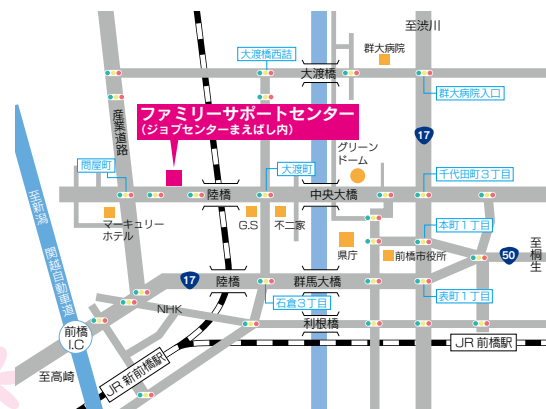 至渋川
群大病院
大渡橋西詰
大渡橋
群大病院入口
産業道路
ファミリーサポートセンター
(ジョブセンターまえばし内)
17
グリーン
ドーム
問屋町
大渡町
千代田町3丁目
陸橋
中央大橋
至新潟
関越自動車道
マーキュリー
ホテル
G.S
不二家
県庁
前橋市役所
本町1丁目
50
至桐生
17
陸橋
群馬大橋
石倉3丁目
表町1丁目
NHK
利根橋
前橋
I.C
JR 新前橋駅
JR 前橋駅
至高崎